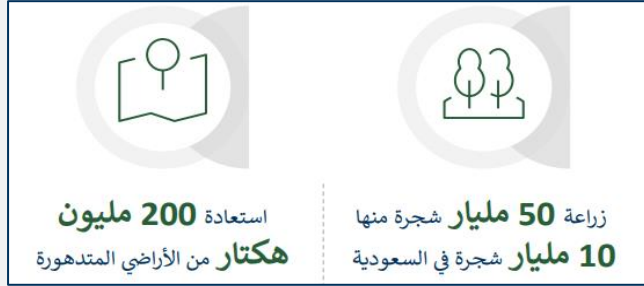 زراعة 50 مليار شجرة منها
10 مليار شجرة في السعودية
استعادة 200 مليون
هكتار من الأراضي المتدهورة